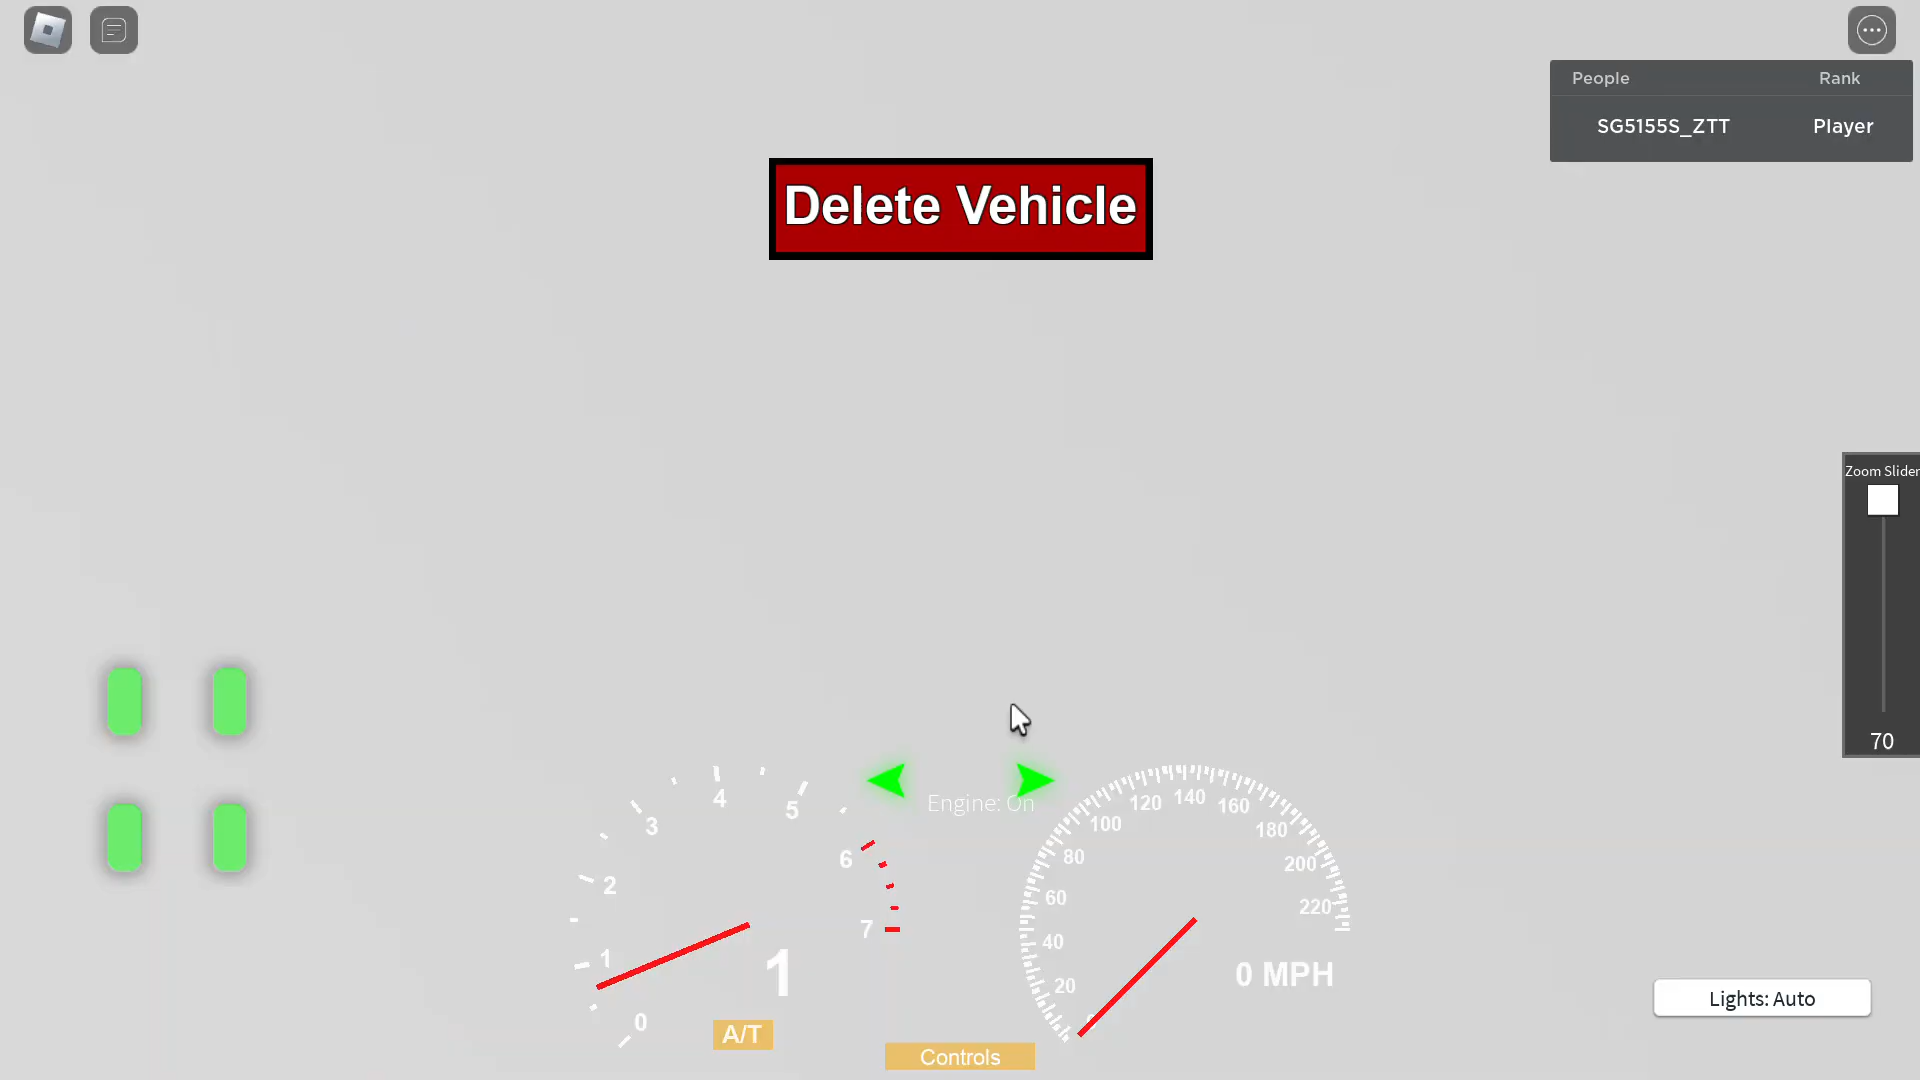 People Rank
SG5155S_ZTT Player
Delete Vehicle
Zoom Slider
70
Engine: On
0 1 2 3 4 5 6 7
1
A/T
20 40 60 80 100 120 140 160 180 200 220
0 MPH
Controls
Lights: Auto